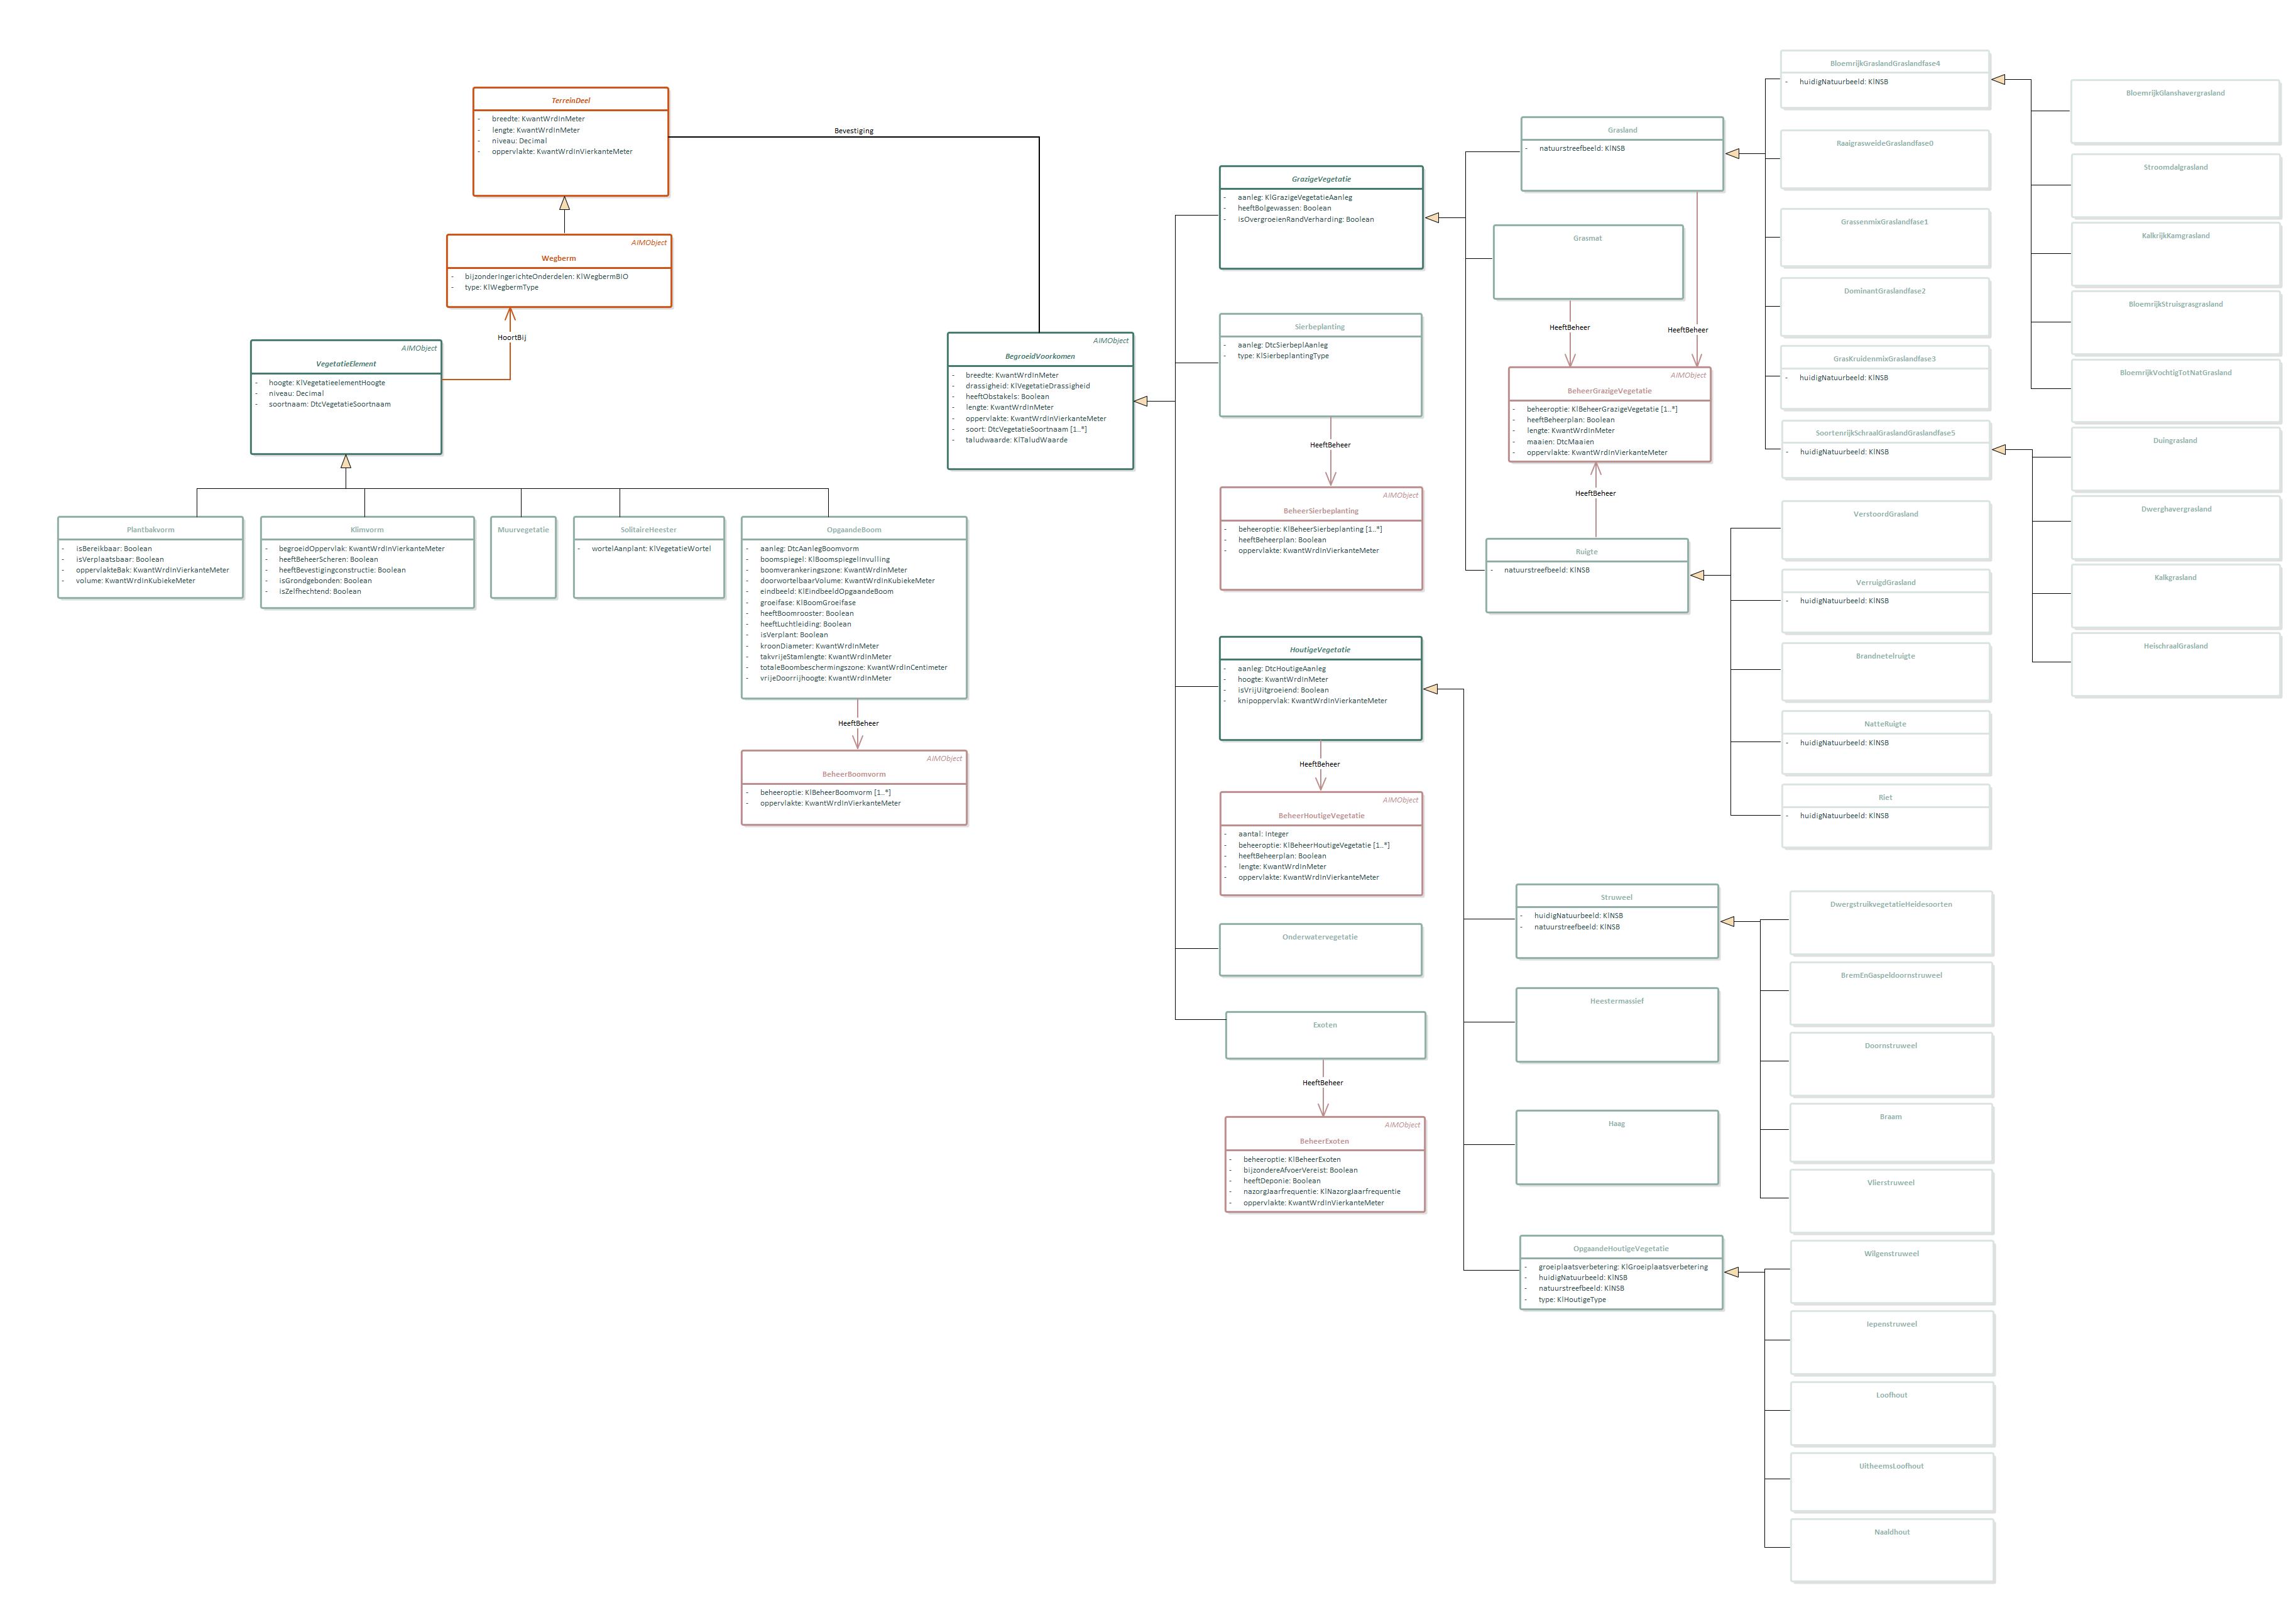 TerreinDeel
- breedte: KwantWrdInMeter
- lengte: KwantWrdInMeter
- niveau: Decimal
- oppervlakte: KwantWrdInVierkanteMeter
Bevestiging
AIMObject
Wegberm
- bijzonderIngerichteOnderdelen: KlWegbermBIO
- type: KlWegbermType
HoortBij
AIMObject
VegetatieElement
- hoogte: KlVegetatieelementHoogte
- niveau: Decimal
- soortnaam: DtcVegetatieSoortnaam
Plantbakvorm
- isBereikbaar: Boolean
- isVerplaatsbaar: Boolean
- oppervlakteBak: KwantWrdInVierkanteMeter
- volume: KwantWrdInKubiekeMeter
Klimvorm
- begroeidOppervlak: KwantWrdInVierkanteMeter
- heeftBeheerScheren: Boolean
- heeftBevestigingconstructie: Boolean
- isGrondgebonden: Boolean
- isZelfhechtend: Boolean
Muurvegetatie
SolitaireHeester
- wortelAanplant: KlVegetatieWortel
OpgaandeBoom
- aanleg: DtcAanlegBoomvorm
- boomspiegel: KlBoomspiegelInvulling
- boomverankeringszone: KwantWrdInMeter
- doorwortelbaarVolume: KwantWrdInKubiekeMeter
- eindbeeld: KlEindbeeldOpgaandeBoom
- groeifase: KlBoomGroeifase
- heeftBoomrooster: Boolean
- heeftLuchtleiding: Boolean
- isVerplant: Boolean
- kroonDiameter: KwantWrdInMeter
- takvrijeStamlengte: KwantWrdInMeter
- totaleBoombeschermingszone: KwantWrdInCentimeter
- vrijeDoorrijhoogte: KwantWrdInMeter
HeeftBeheer
AIMObject
BeheerBoomvorm
- beheeroptie: KlBeheerBoomvorm [1..*]
- oppervlakte: KwantWrdInVierkanteMeter
AIMObject
BegroeidVoorkomen
- breedte: KwantWrdInMeter
- drassigheid: KlVegetatieDrassigheid
- heeftObstakels: Boolean
- lengte: KwantWrdInMeter
- oppervlakte: KwantWrdInVierkanteMeter
- soort: DtcVegetatieSoortnaam [1..*]
- taludwaarde: KlTaludWaarde
GrazigeVegetatie
- aanleg: KlGrazigeVegetatieAanleg
- heeftBolgewassen: Boolean
- isOvergroeienRandVerharding: Boolean
Sierbeplanting
- aanleg: DtcSierbeplAanleg
- type: KlSierbeplantingType
HeeftBeheer
AIMObject
BeheerSierbeplanting
- beheeroptie: KlBeheerSierbeplanting [1..*]
- heeftBeheerplan: Boolean
- oppervlakte: KwantWrdInVierkanteMeter
HoutigeVegetatie
- aanleg: DtcHoutigeAanleg
- hoogte: KwantWrdInMeter
- isVrijUitgroeiend: Boolean
- knipoppervlak: KwantWrdInVierkanteMeter
HeeftBeheer
AIMObject
BeheerHoutigeVegetatie
- aantal: Integer
- beheeroptie: KlBeheerHoutigeVegetatie [1..*]
- heeftBeheerplan: Boolean
- lengte: KwantWrdInMeter
- oppervlakte: KwantWrdInVierkanteMeter
Onderwatervegetatie
Exoten
HeeftBeheer
AIMObject
BeheerExoten
- beheeroptie: KlBeheerExoten
- bijzondereAfvoerVereist: Boolean
- heeftDeponie: Boolean
- nazorgJaarfrequentie: KlNazorgJaarfrequentie
- oppervlakte: KwantWrdInVierkanteMeter
Grasland
- natuurstreefbeeld: KlNSB
Grasmat
HeeftBeheer
HeeftBeheer
AIMObject
BeheerGrazigeVegetatie
- beheeroptie: KlBeheerGrazigeVegetatie [1..*]
- heeftBeheerplan: Boolean
- lengte: KwantWrdInMeter
- maaien: DtcMaaien
- oppervlakte: KwantWrdInVierkanteMeter
HeeftBeheer
Ruigte
- natuurstreefbeeld: KlNSB
Struweel
- huidigNatuurbeeld: KlNSB
- natuurstreefbeeld: KlNSB
Heestermassief
Haag
OpgaandeHoutigeVegetatie
- groeiplaatsverbetering: KlGroeiplaatsverbetering
- huidigNatuurbeeld: KlNSB
- natuurstreefbeeld: KlNSB
- type: KlHoutigeType
BloemrijkGraslandGraslandfase4
- huidigNatuurbeeld: KlNSB
RaaigrasweideGraslandfase0
GrassenmixGraslandfase1
DominantGraslandfase2
GrasKruidenmixGraslandfase3
- huidigNatuurbeeld: KlNSB
SoortenrijkSchraalGraslandGraslandfase5
- huidigNatuurbeeld: KlNSB
VerstoordGrasland
VerruigdGrasland
- huidigNatuurbeeld: KlNSB
Brandnetelruigte
NatteRuigte
- huidigNatuurbeeld: KlNSB
Riet
- huidigNatuurbeeld: KlNSB
DwergstruikvegetatieHeidesoorten
BremEnGaspeldoornstruweel
Doornstruweel
Braam
Vlierstruweel
Wilgenstruweel
Iepenstruweel
Loofhout
UitheemsLoofhout
Naaldhout
BloemrijkGlanshavergrasland
Stroomdalgrasland
KalkrijkKamgrasland
BloemrijkStruisgrasgrasland
BloemrijkVochtigTotNatGrasland
Duingrasland
Dwerghavergrasland
Kalkgrasland
HeischraalGrasland